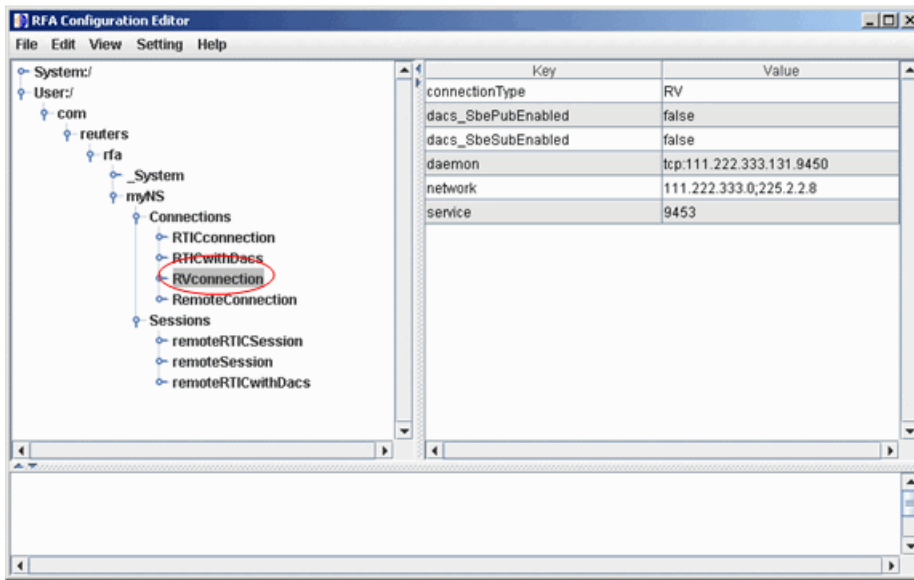 RFA Configuration Editor
File Edit View Setting Help
System:/
User:/
com
reuters
rfa
_System
myNS
Connections
RTICconnection
RTICwithDacs
RVconnection
RemoteConnection
Sessions
remoteRTICSession
remoteSession
remoteRTICwithDacs
Key Value
connectionType RV
dacs_SbePubEnabled false
dacs_SbeSubEnabled false
daemon tcp:111.222.333.131.9450
network 111.222.333.0;225.2.2.8
service 9453